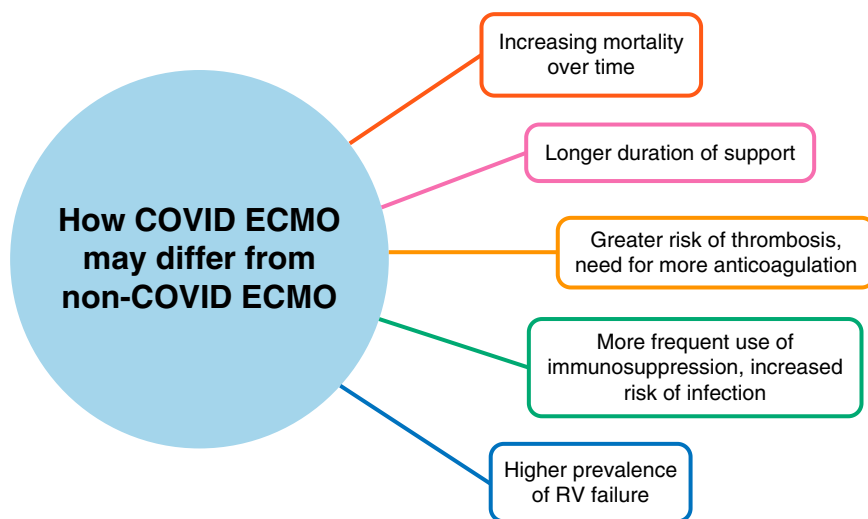 How COVID ECMO
may differ from
non-COVID ECMO
Increasing mortality
over time
Longer duration of support
Greater risk of thrombosis,
need for more anticoagulation
More frequent use of
immunosuppression, increased
risk of infection
Higher prevalence
of RV failure